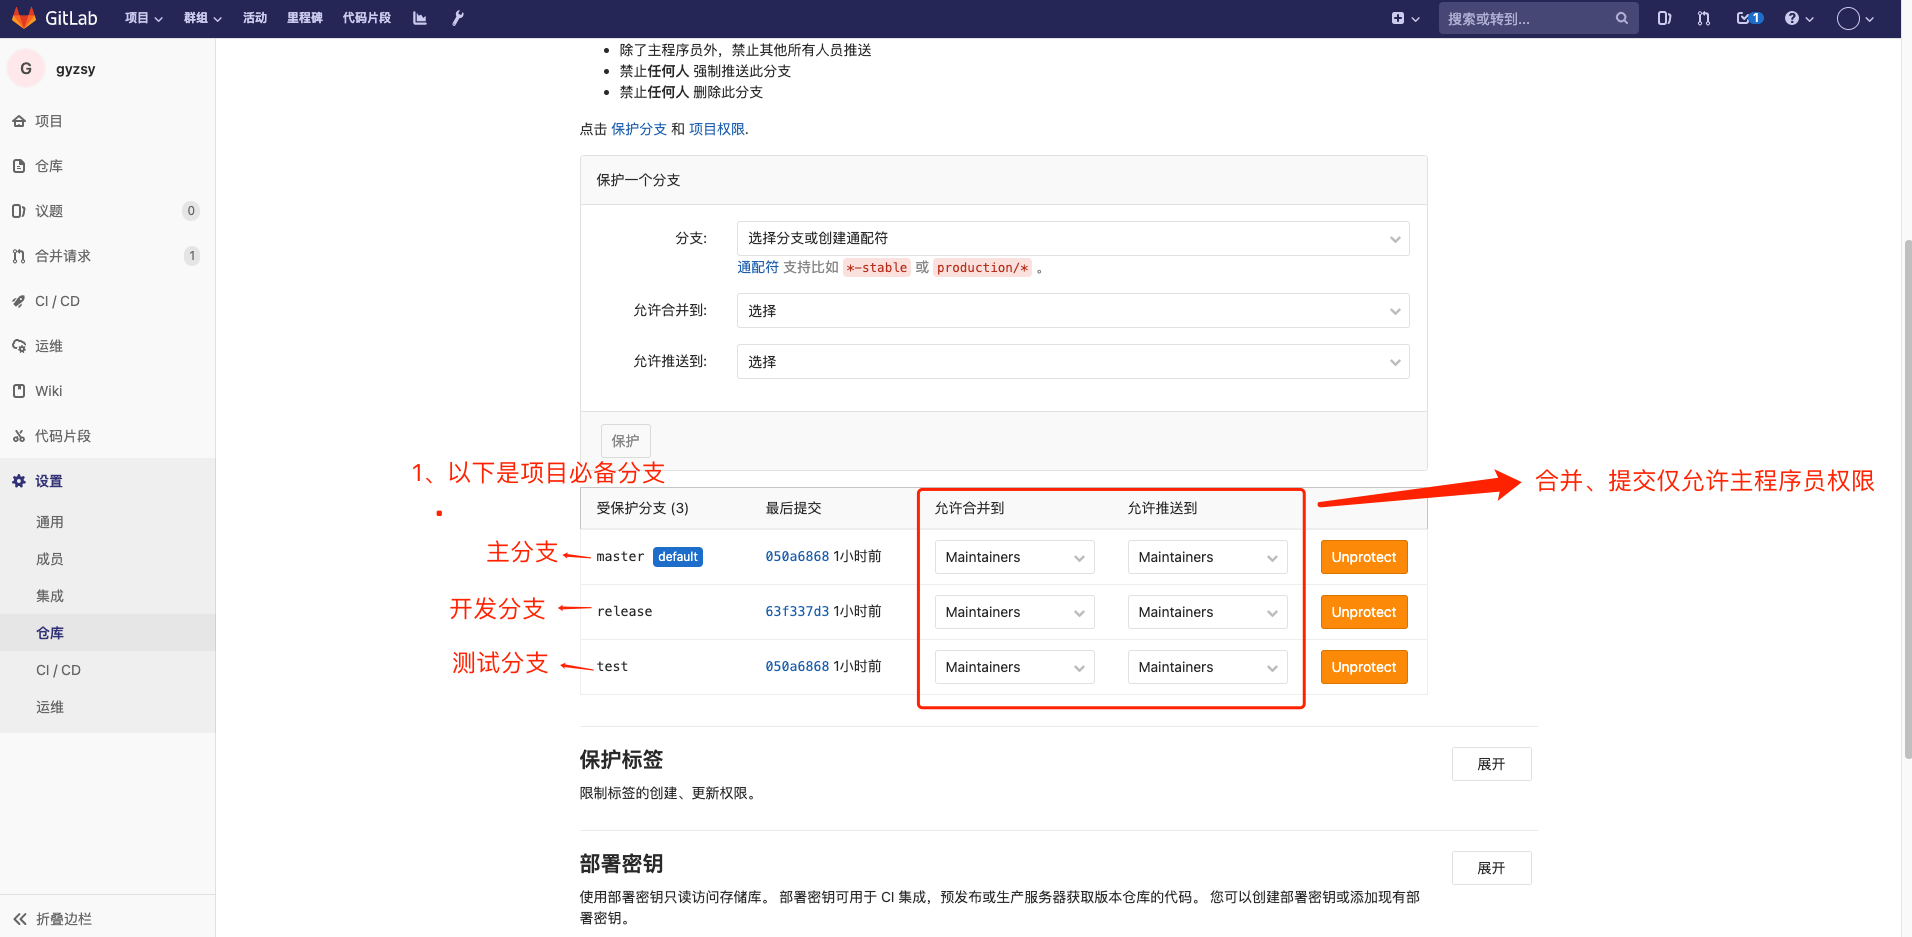 GitLab 项目 群组 活动 里程碑 代码片段 搜索或转到... 1
G gyzsy
项目
仓库
议题 0
合并请求 1
CI / CD
运维
Wiki
代码片段
设置
通用
成员
集成
仓库
CI / CD
运维
折叠边栏
除了主程序员外，禁止其他所有人员推送
禁止任何人 强制推送此分支
禁止任何人 删除此分支
点击 保护分支 和 项目权限.
保护一个分支
分支: 选择分支或创建通配符
通配符 支持比如 *-stable 或 production/* 。
允许合并到: 选择
允许推送到: 选择
保护
1、以下是项目必备分支
合并、提交仅允许主程序员权限
受保护分支 (3) 最后提交 允许合并到 允许推送到
主分支 master default 050a6868 1小时前 Maintainers Maintainers Unprotect
开发分支 release 63f337d3 1小时前 Maintainers Maintainers Unprotect
测试分支 test 050a6868 1小时前 Maintainers Maintainers Unprotect
保护标签 展开
限制标签的创建、更新权限。
部署密钥 展开
使用部署密钥只读访问存储库。 部署密钥可用于 CI 集成，预发布或生产服务器获取版本仓库的代码。 您可以创建部署密钥或添加现有部
署密钥。